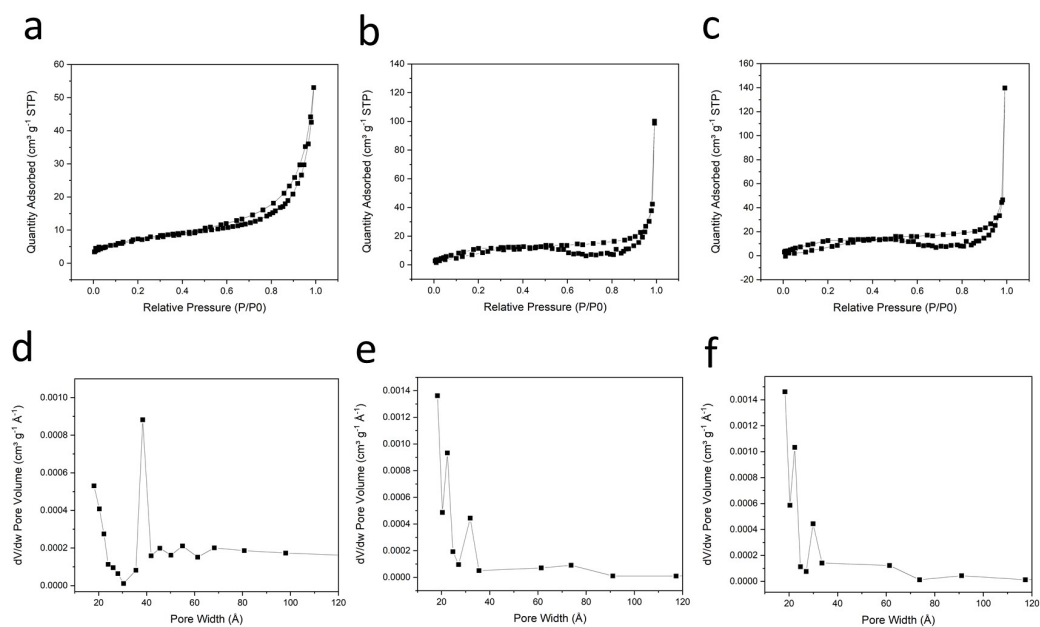 a
b
c
60
50
40
30
20
10
0
Quantity Adsorbed (cm³ g⁻¹ STP)
0.0 0.2 0.4 0.6 0.8 1.0
Relative Pressure (P/P0)
140
120
100
80
60
40
20
0
Quantity Adsorbed (cm³ g⁻¹ STP)
0.0 0.2 0.4 0.6 0.8 1.0
Relative Pressure (P/P0)
160
140
120
100
80
60
40
20
0
-20
Quantity Adsorbed (cm³ g⁻¹ STP)
0.0 0.2 0.4 0.6 0.8 1.0
Relative Pressure (P/P0)
d
e
f
0.0010
0.0008
0.0006
0.0004
0.0002
0.0000
dV/dw Pore Volume (cm³ g⁻¹ Å⁻¹)
20 40 60 80 100 120
Pore Width (Å)
0.0014
0.0012
0.0010
0.0008
0.0006
0.0004
0.0002
0.0000
dV/dw Pore Volume (cm³ g⁻¹ Å⁻¹)
20 40 60 80 100 120
Pore Width (Å)
0.0014
0.0012
0.0010
0.0008
0.0006
0.0004
0.0002
0.0000
dV/dw Pore Volume (cm³ g⁻¹ Å⁻¹)
20 40 60 80 100 120
Pore Width (Å)